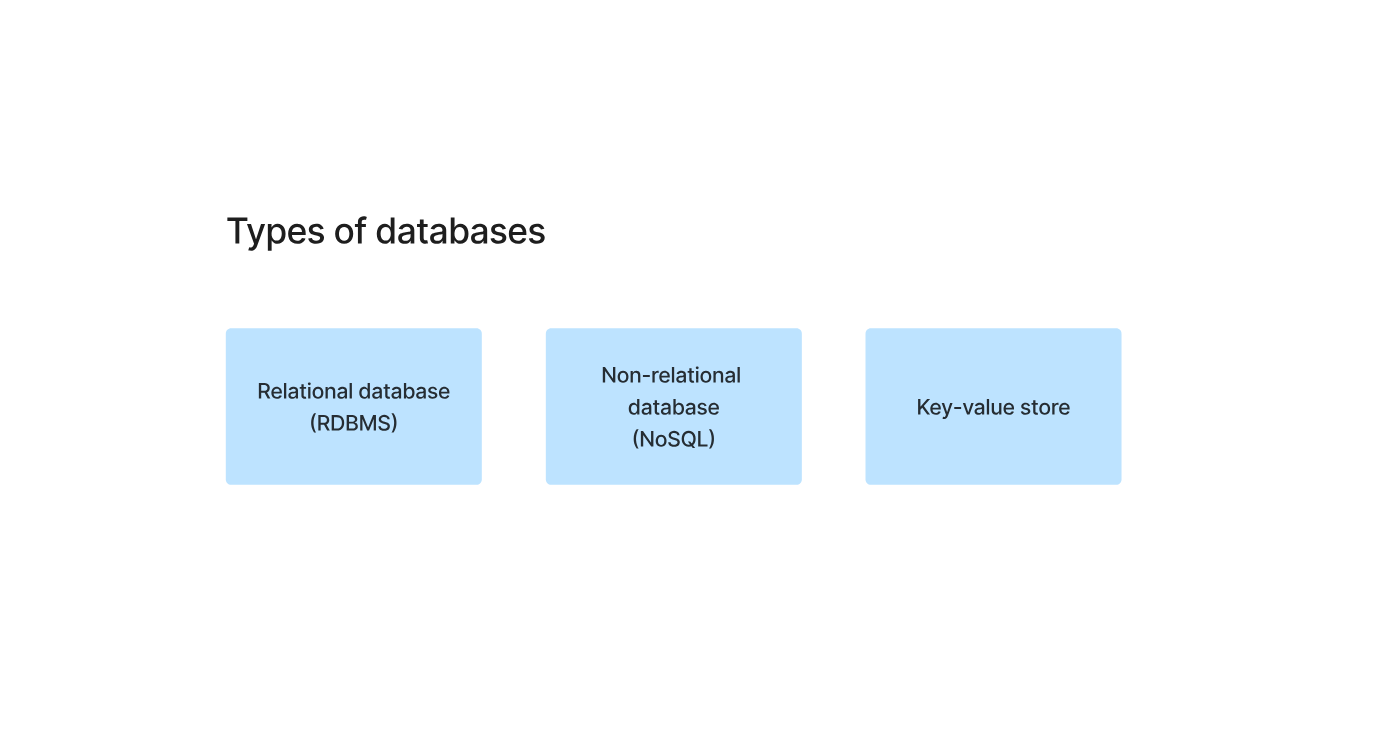 Types of databases
Relational database
(RDBMS)
Non-relational
database
(NoSQL)
Key-value store